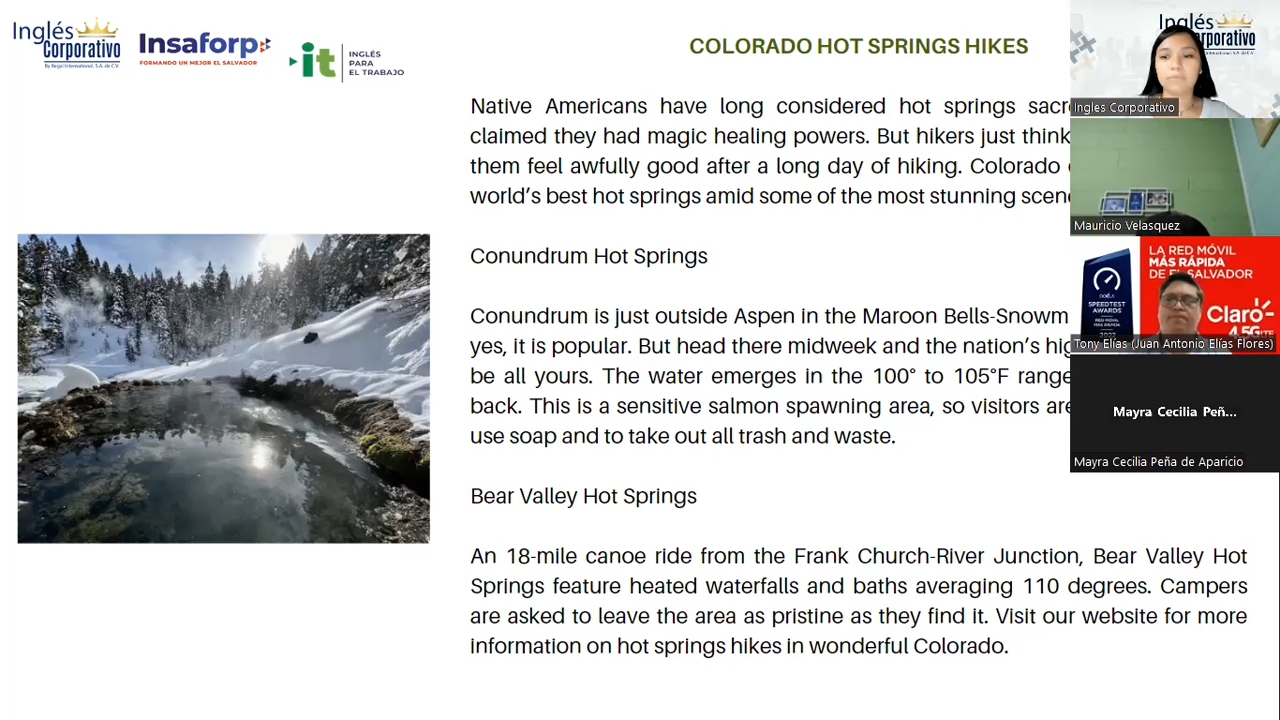 Inglés
Corporativo
By Regal International, S.A. de C.V.
Insaforp
FORMANDO UN MEJOR EL SALVADOR
it
INGLÉS
PARA
EL TRABAJO
COLORADO HOT SPRINGS HIKES
Native Americans have long considered hot springs
claimed they had magic healing powers. But hikers just think
them feel awfully good after a long day of hiking. Colorado
world's best hot springs amid some of the most stunning
Conundrum Hot Springs
Conundrum is just outside Aspen in the Maroon Bells-Snowm
yes, it is popular. But head there midweek and the nation's
be all yours. The water emerges in the 100° to 105°F range
back. This is a sensitive salmon spawning area, so visitors are
use soap and to take out all trash and waste.
Bear Valley Hot Springs
An 18-mile canoe ride from the Frank Church-River Junction, Bear Valley Hot
Springs feature heated waterfalls and baths averaging 110 degrees. Campers
are asked to leave the area as pristine as they find it. Visit our website for more
information on hot springs hikes in wonderful Colorado.
Inglés
Corporativo
Ingles Corporativo
Mauricio Velasquez
LA RED MÓVIL
MÁS RÁPIDA
DE EL SALVADOR
SPEEDTEST
AWARDS
Claro
4.5G LTE
Tony Elías (Juan Antonio Elías Flores)
Mayra Cecilia Peñ...
Mayra Cecilia Peña de Aparicio